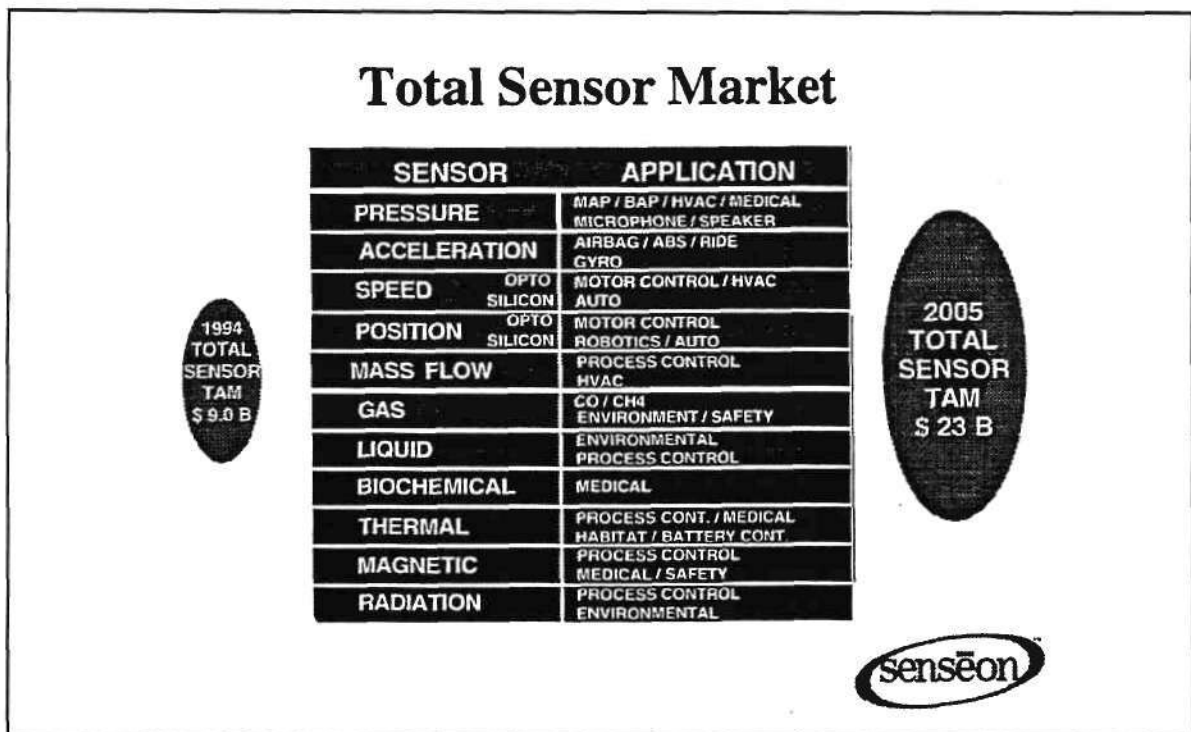 Total Sensor Market
SENSOR APPLICATION
PRESSURE MAP / BAP / HVAC / MEDICAL
MICROPHONE / SPEAKER
ACCELERATION AIRBAG / ABS / RIDE
GYRO
SPEED OPTO MOTOR CONTROL / HVAC
SILICON AUTO
POSITION OPTO MOTOR CONTROL
SILICON ROBOTICS / AUTO
MASS FLOW PROCESS CONTROL
HVAC
GAS CO / CH4
ENVIRONMENT / SAFETY
LIQUID ENVIRONMENTAL
PROCESS CONTROL
BIOCHEMICAL MEDICAL
THERMAL PROCESS CONT. / MEDICAL
HABITAT / BATTERY CONT.
MAGNETIC PROCESS CONTROL
MEDICAL / SAFETY
RADIATION PROCESS CONTROL
ENVIRONMENTAL
1994
TOTAL
SENSOR
TAM
$ 9.0 B
2005
TOTAL
SENSOR
TAM
$ 23 B
sensēon™